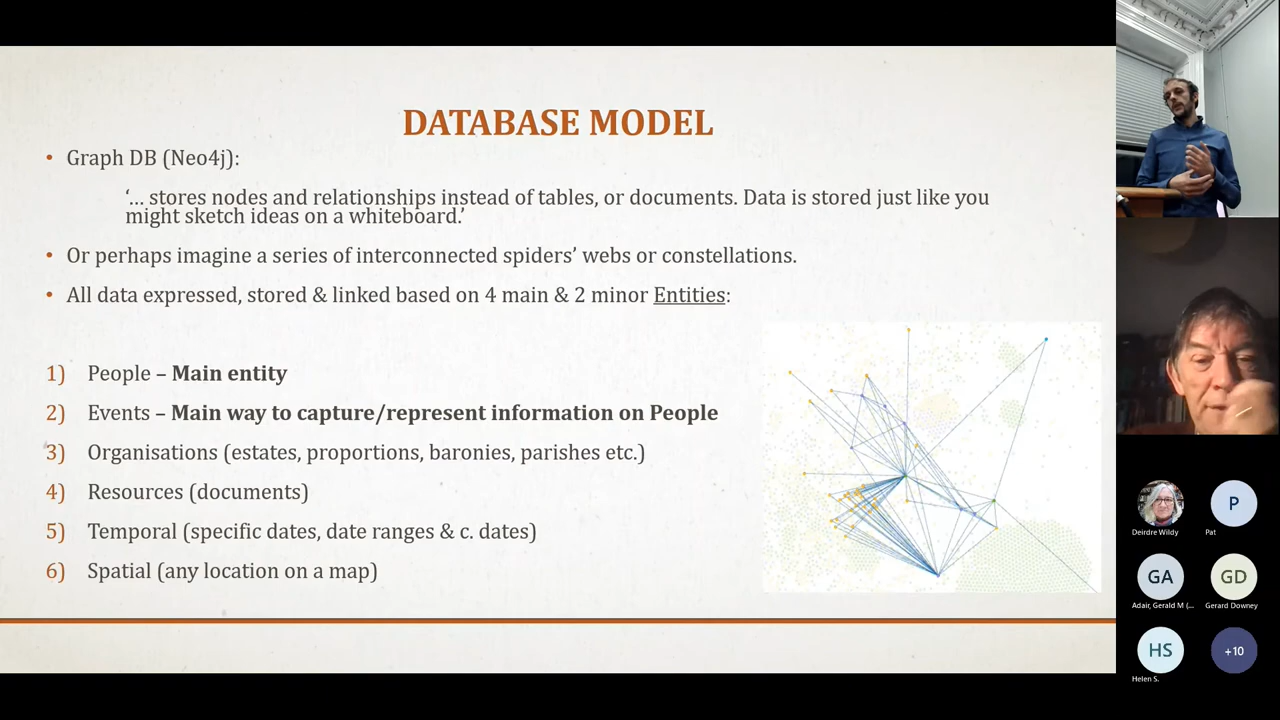 DATABASE MODEL
• Graph DB (Neo4j):
‘… stores nodes and relationships instead of tables, or documents. Data is stored just like you
might sketch ideas on a whiteboard.’
• Or perhaps imagine a series of interconnected spiders’ webs or constellations.
• All data expressed, stored & linked based on 4 main & 2 minor Entities:
1) People – Main entity
2) Events – Main way to capture/represent information on People
3) Organisations (estates, proportions, baronies, parishes etc.)
4) Resources (documents)
5) Temporal (specific dates, date ranges & c. dates)
6) Spatial (any location on a map)
Deirdre Wildy
P
Pat
GA
Adair, Gerald M (...
GD
Gerard Downey
HS
Helen S.
+10